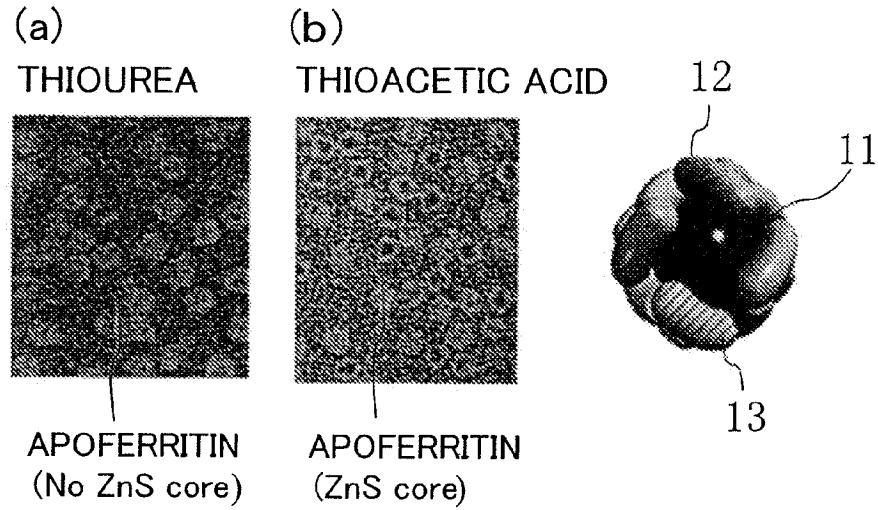 (a)
THIOUREA
APOFERRITIN
(No ZnS core)
(b)
THIOACETIC ACID
APOFERRITIN
(ZnS core)
12
11
13